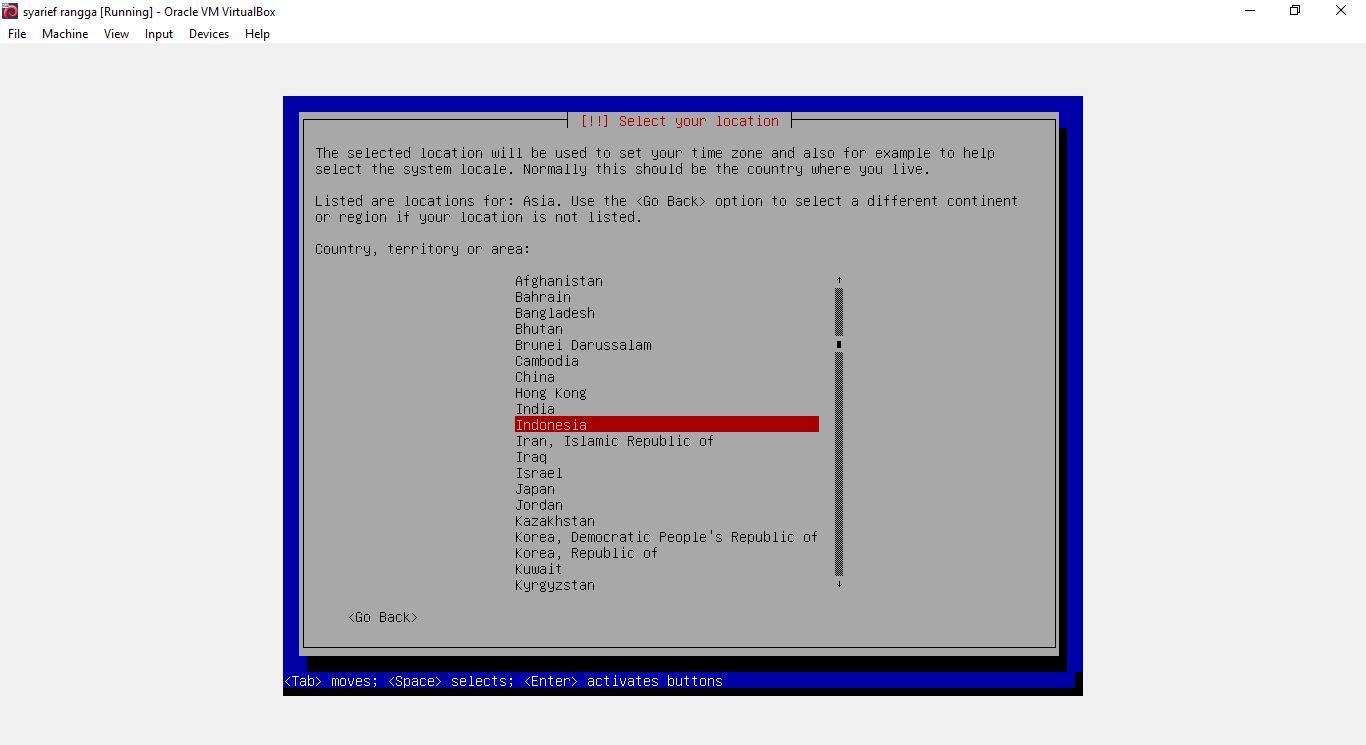 syarief rangga [Running] - Oracle VM VirtualBox
File Machine View Input Devices Help
[!!] Select your location
The selected location will be used to set your time zone and also for example to help
select the system locale. Normally this should be the country where you live.
Listed are locations for: Asia. Use the <Go Back> option to select a different continent
or region if your location is not listed.
Country, territory or area:
Afghanistan
Bahrain
Bangladesh
Bhutan
Brunei Darussalam
Cambodia
China
Hong Kong
India
Indonesia
Iran, Islamic Republic of
Iraq
Israel
Japan
Jordan
Kazakhstan
Korea, Democratic People's Republic of
Korea, Republic of
Kuwait
Kyrgyzstan
<Go Back>
<Tab> moves; <Space> selects; <Enter> activates buttons